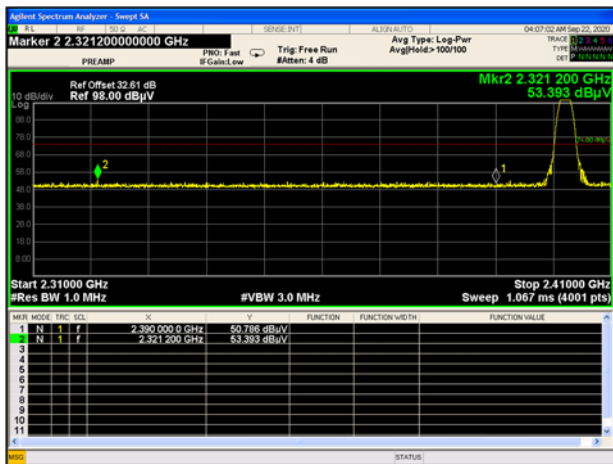 Agilent Spectrum Analyzer - Swept SA
RL RF 50 Ω AC SENSE:INT ALIGN AUTO 04:07:02 AM Sep 22, 2020
Marker 2 2.321200000000 GHz
PREAMP
PNO: Fast
IFGain:Low
Trig: Free Run
#Atten: 4 dB
Avg Type: Log-Pwr
Avg|Hold:>100/100
TRACE 1 2 3 4 5 6
TYPE
DET P N N N N N
Mkr2 2.321 200 GHz
53.393 dBµV
Ref Offset 32.61 dB
10 dB/div Ref 98.00 dBµV
Log
88.0
78.0
68.0
58.0
48.0
38.0
28.0
18.0
8.00
2
1
Start 2.31000 GHz
Stop 2.41000 GHz
#Res BW 1.0 MHz
#VBW 3.0 MHz
Sweep 1.067 ms (4001 pts)
MKR MODE TRC SCL X Y FUNCTION FUNCTION WIDTH FUNCTION VALUE
1 N 1 f 2.390 000 0 GHz 50.786 dBµV
2 N 1 f 2.321 200 GHz 53.393 dBµV
3
4
5
6
7
8
9
10
11
MSG
STATUS